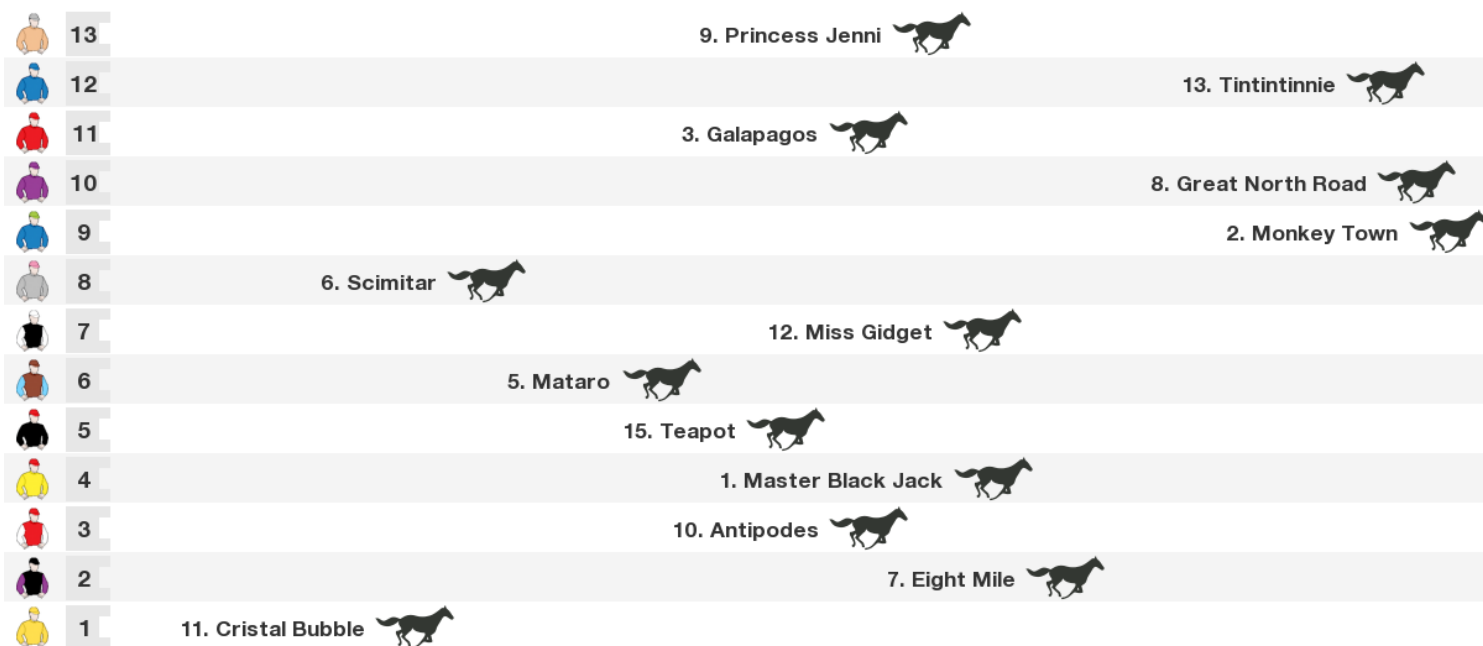 13 9. Princess Jenni
12 13. Tintintinnie
11 3. Galapagos
10 8. Great North Road
9 2. Monkey Town
8 6. Scimitar
7 12. Miss Gidget
6 5. Mataro
5 15. Teapot
4 1. Master Black Jack
3 10. Antipodes
2 7. Eight Mile
1 11. Cristal Bubble